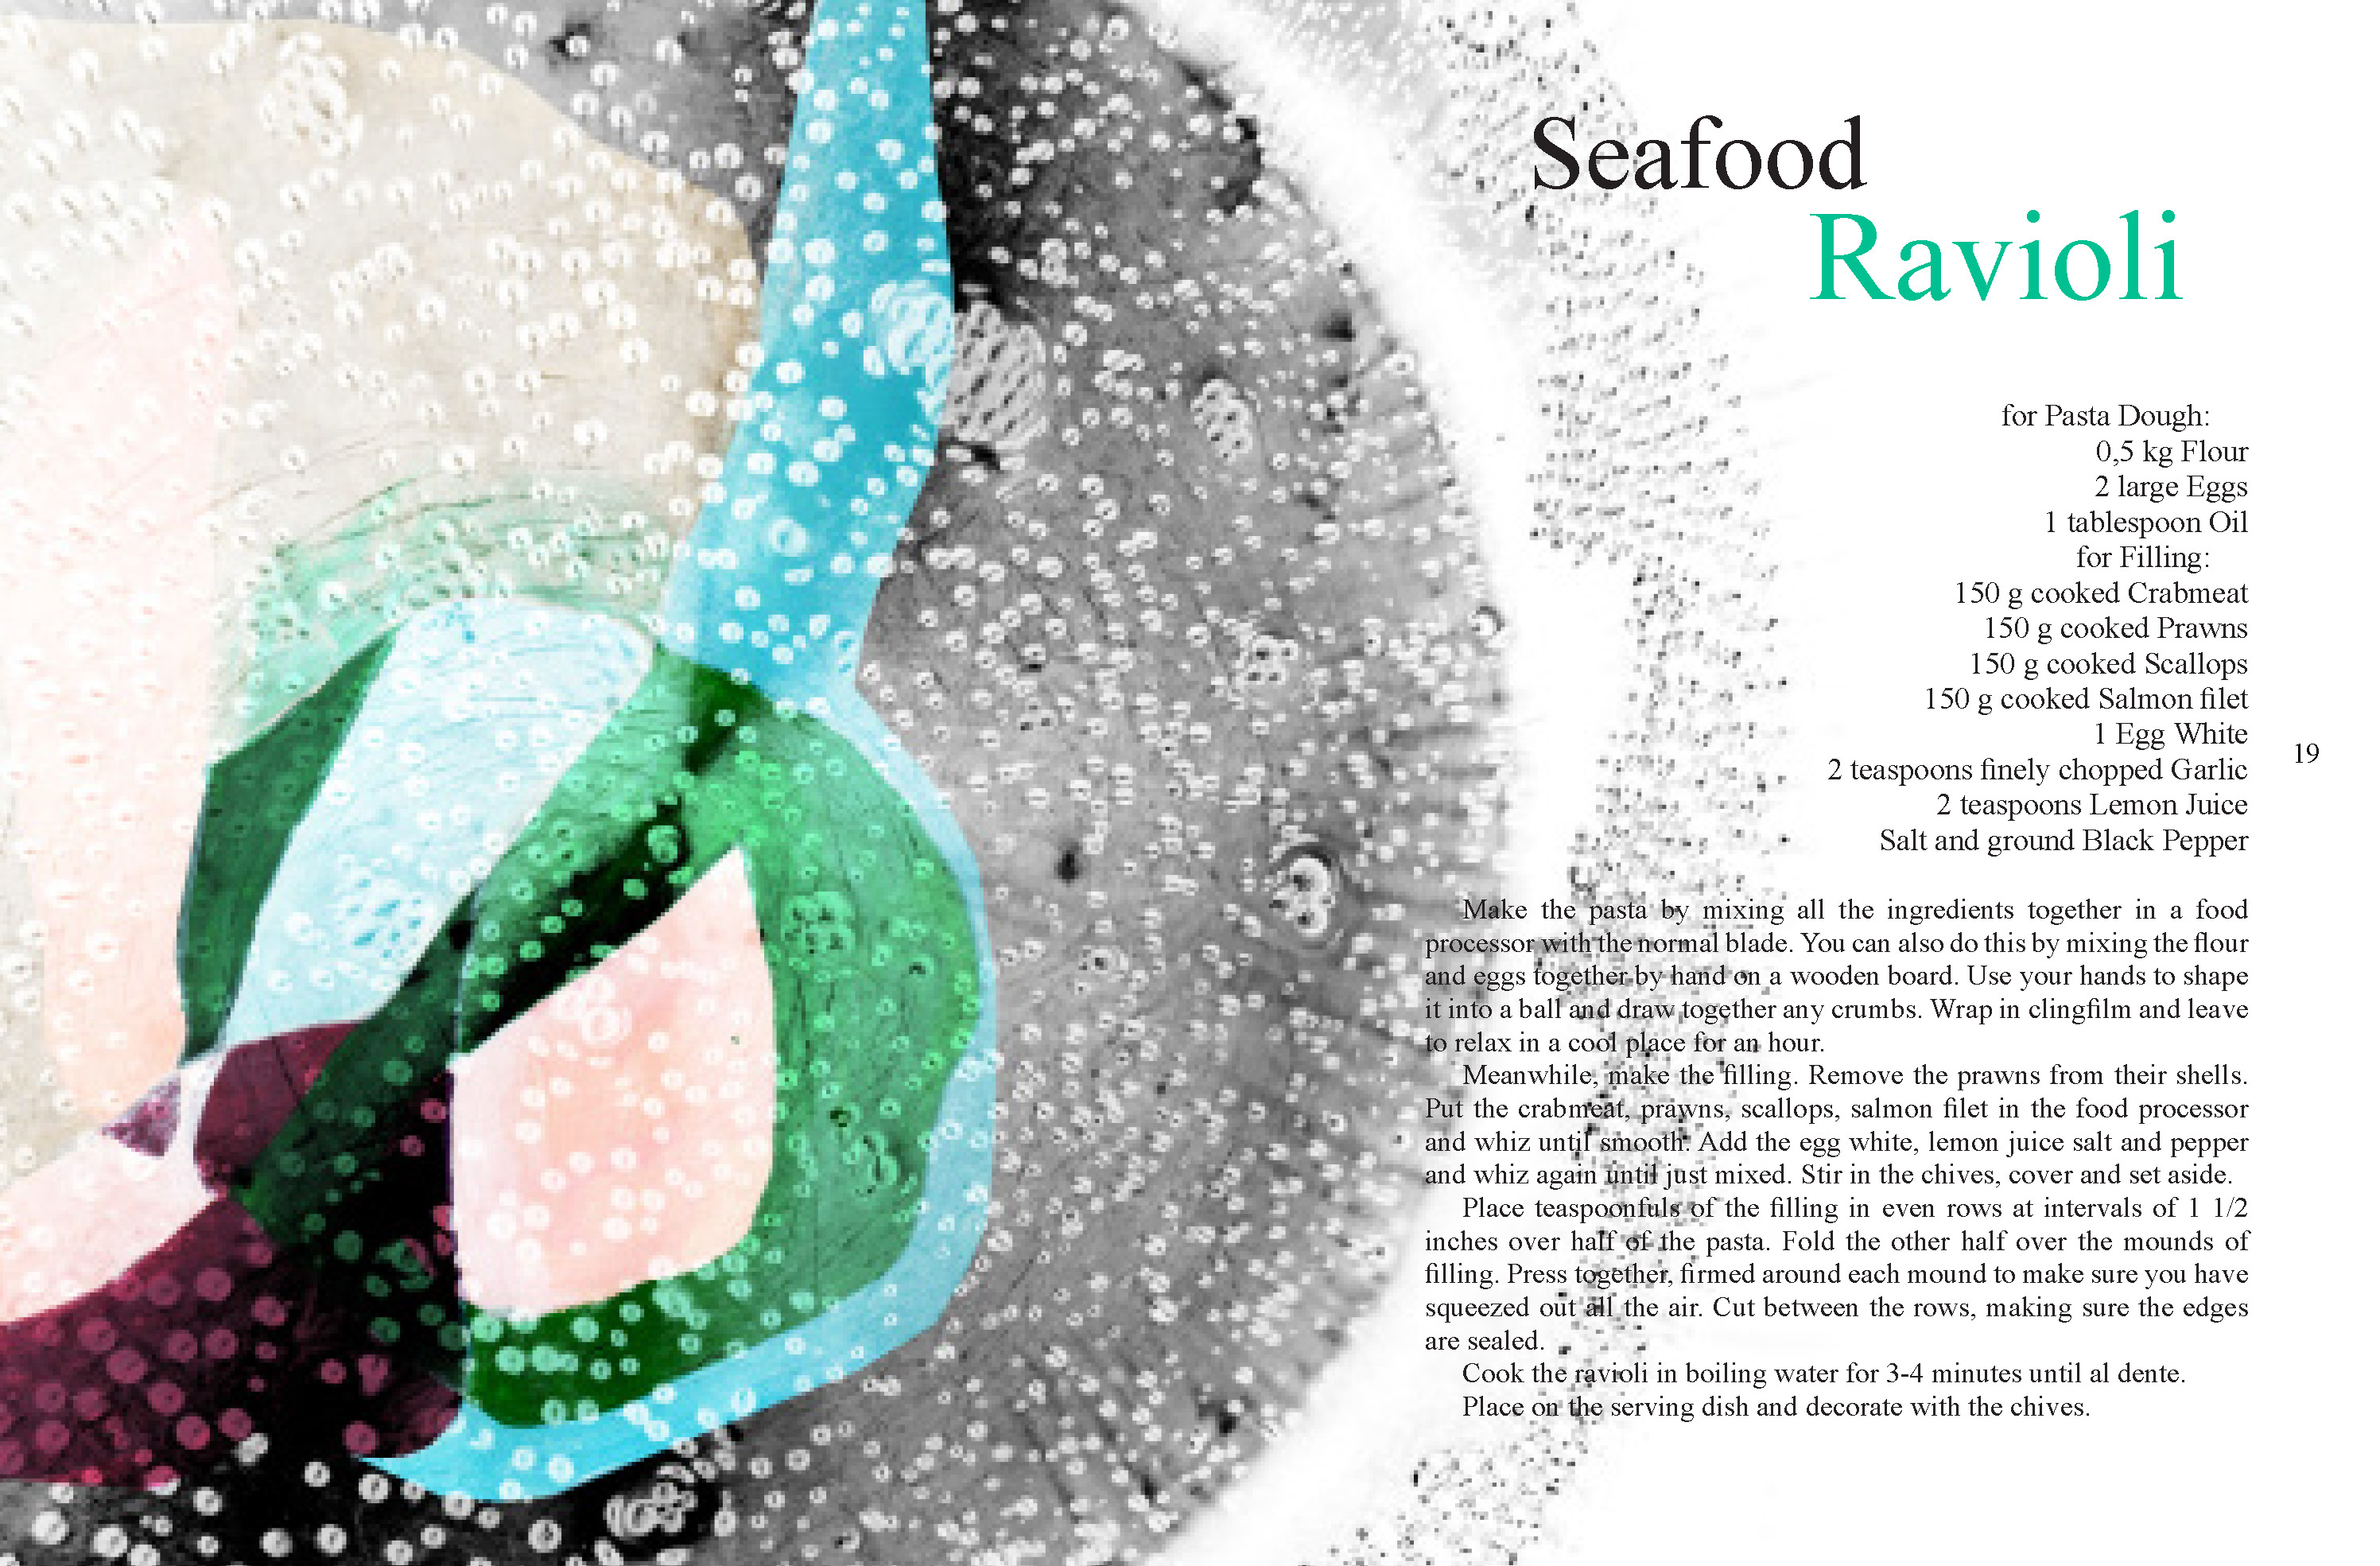 Seafood
Ravioli
for Pasta Dough:
0,5 kg Flour
2 large Eggs
1 tablespoon Oil
for Filling:
150 g cooked Crabmeat
150 g cooked Prawns
150 g cooked Scallops
150 g cooked Salmon filet
1 Egg White
19
2 teaspoons finely chopped Garlic
2 teaspoons Lemon Juice
Salt and ground Black Pepper
Make the pasta by mixing all the ingredients together in a food
processor with the normal blade. You can also do this by mixing the flour
and eggs together by hand on a wooden board. Use your hands to shape
it into a ball and draw together any crumbs. Wrap in clingfilm and leave
to relax in a cool place for an hour.
Meanwhile, make the filling. Remove the prawns from their shells.
Put the crabmeat, prawns, scallops, salmon filet in the food processor
and whiz until smooth. Add the egg white, lemon juice salt and pepper
and whiz again until just mixed. Stir in the chives, cover and set aside.
Place teaspoonfuls of the filling in even rows at intervals of 1 1/2
inches over half of the pasta. Fold the other half over the mounds of
filling. Press together, firmed around each mound to make sure you have
squeezed out all the air. Cut between the rows, making sure the edges
are sealed.
Cook the ravioli in boiling water for 3-4 minutes until al dente.
Place on the serving dish and decorate with the chives.